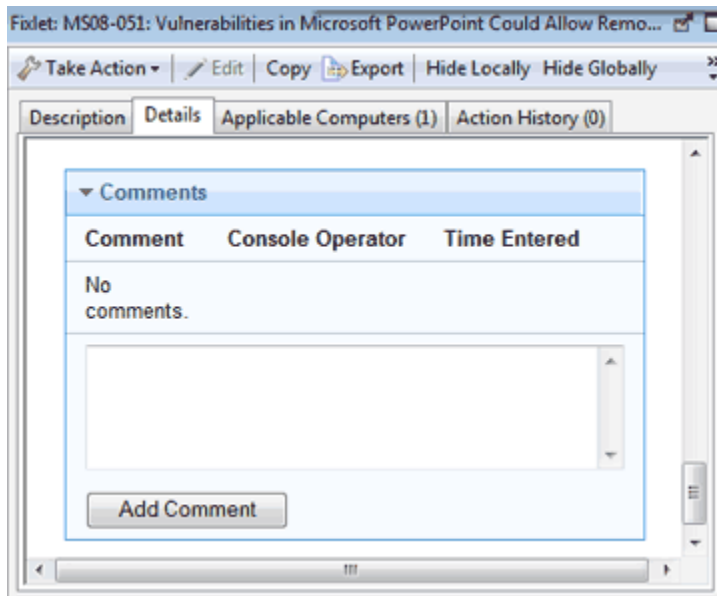 Fixlet: MS08-051: Vulnerabilities in Microsoft PowerPoint Could Allow Remo...
Take Action Edit Copy Export Hide Locally Hide Globally
Description Details Applicable Computers (1) Action History (0)
Comments
Comment Console Operator Time Entered
No
comments.
Add Comment